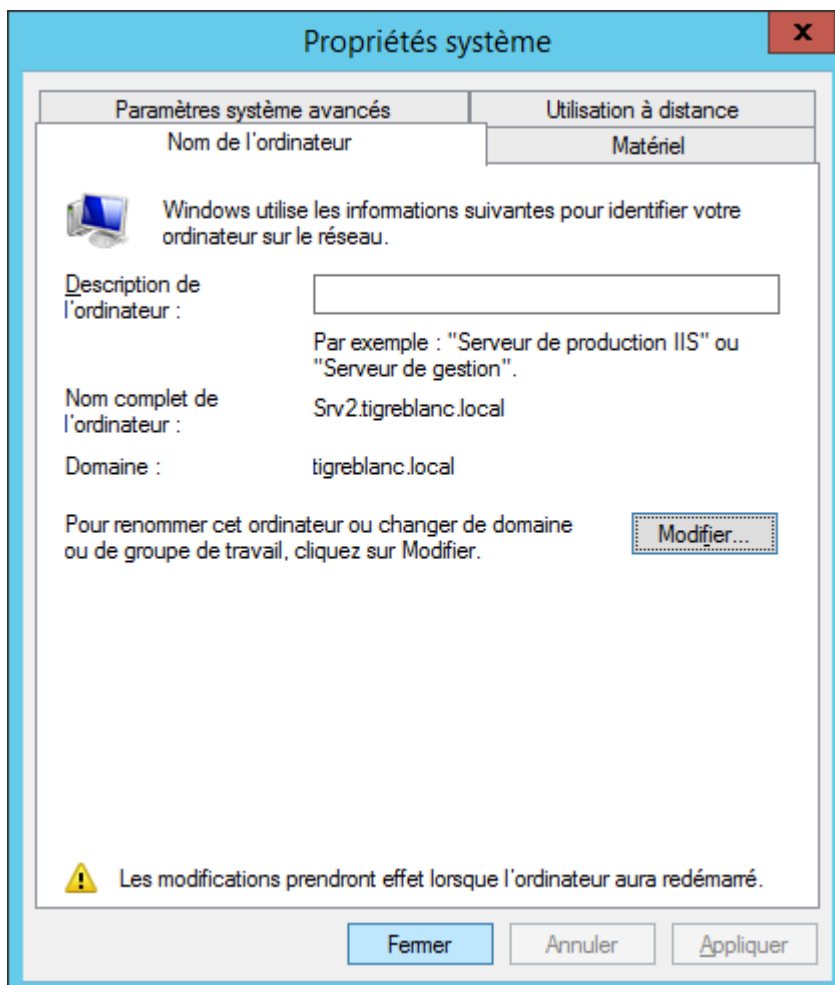 Propriétés système
x
Paramètres système avancés
Utilisation à distance
Nom de l'ordinateur
Matériel
Windows utilise les informations suivantes pour identifier votre
ordinateur sur le réseau.
Description de
l'ordinateur :
Par exemple : "Serveur de production IIS" ou
"Serveur de gestion".
Nom complet de
l'ordinateur :
Srv2.tigreblanc.local
Domaine :
tigreblanc.local
Pour renommer cet ordinateur ou changer de domaine
ou de groupe de travail, cliquez sur Modifier.
Modifier...
Les modifications prendront effet lorsque l'ordinateur aura redémarré.
Fermer
Annuler
Appliquer